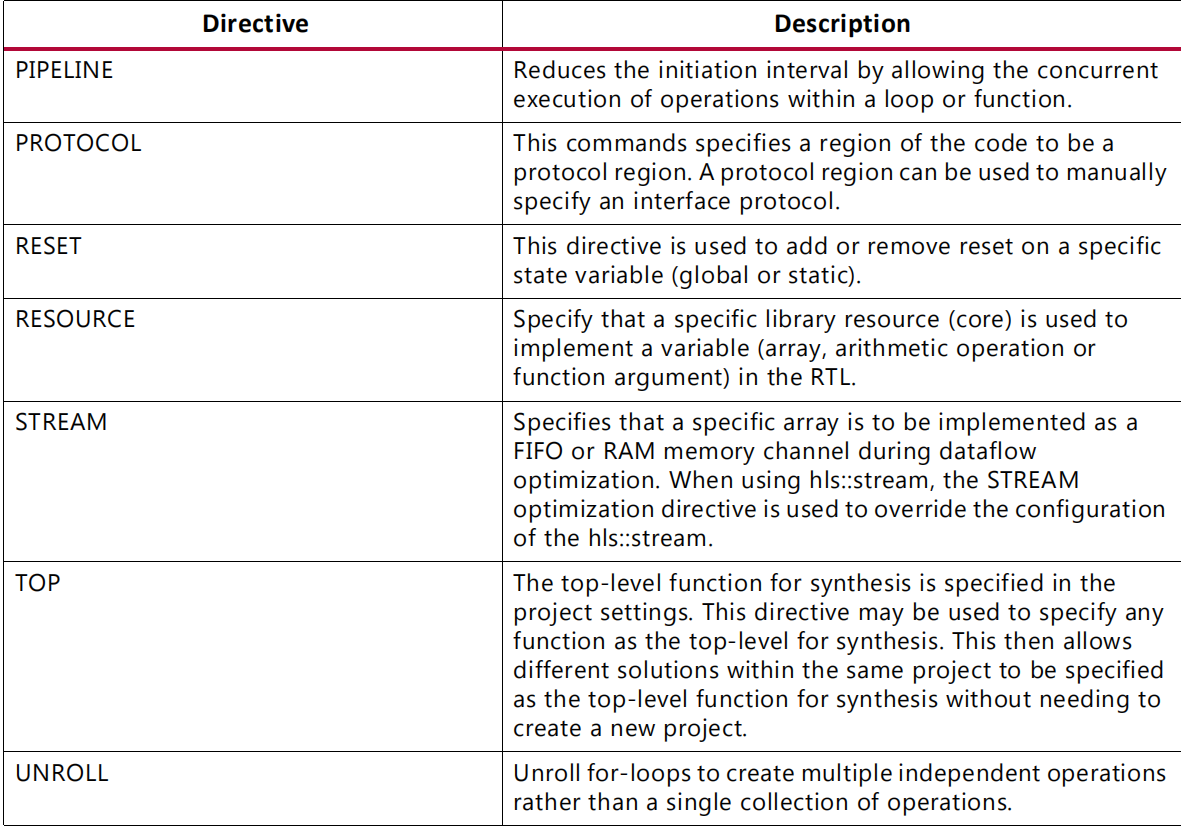 Directive Description
PIPELINE Reduces the initiation interval by allowing the concurrent
execution of operations within a loop or function.
PROTOCOL This commands specifies a region of the code to be a
protocol region. A protocol region can be used to manually
specify an interface protocol.
RESET This directive is used to add or remove reset on a specific
state variable (global or static).
RESOURCE Specify that a specific library resource (core) is used to
implement a variable (array, arithmetic operation or
function argument) in the RTL.
STREAM Specifies that a specific array is to be implemented as a
FIFO or RAM memory channel during dataflow
optimization. When using hls::stream, the STREAM
optimization directive is used to override the configuration
of the hls::stream.
TOP The top-level function for synthesis is specified in the
project settings. This directive may be used to specify any
function as the top-level for synthesis. This then allows
different solutions within the same project to be specified
as the top-level function for synthesis without needing to
create a new project.
UNROLL Unroll for-loops to create multiple independent operations
rather than a single collection of operations.